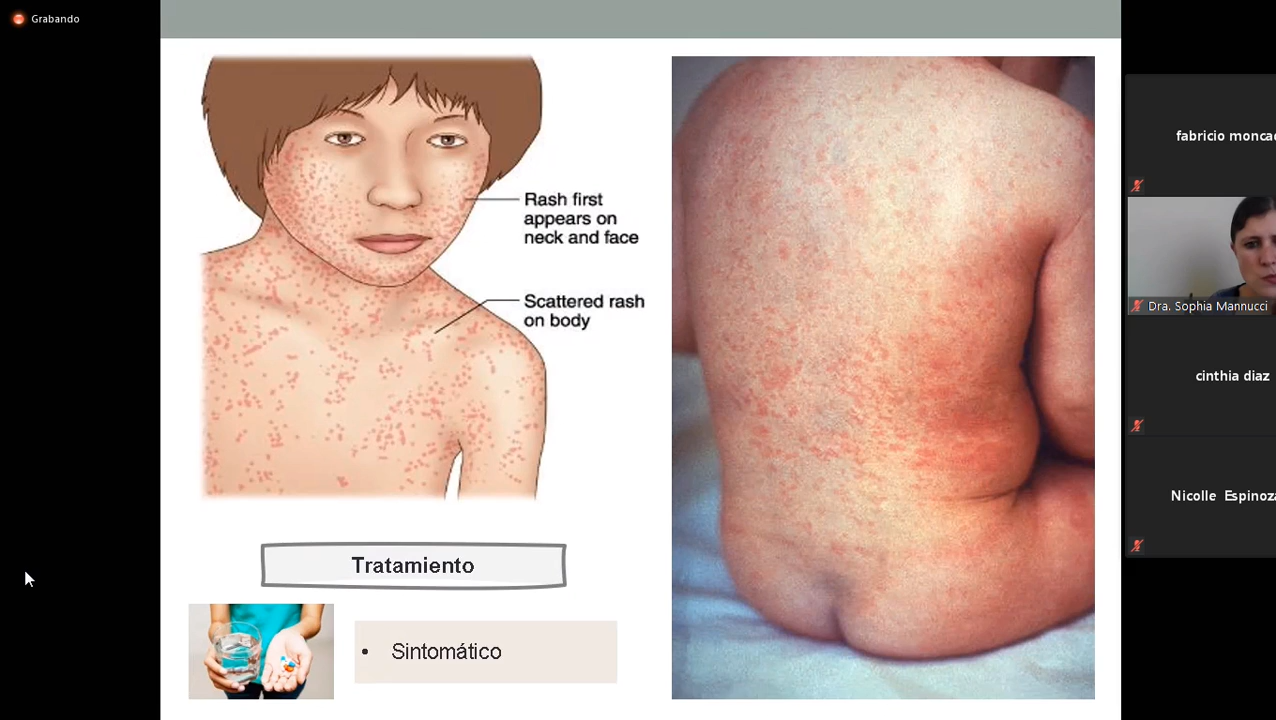 Grabando
Rash first
appears on
neck and face
Scattered rash
on body
Tratamiento
• Sintomático
fabricio monca
Dra. Sophia Mannucci
cinthia diaz
Nicolle Espinoza